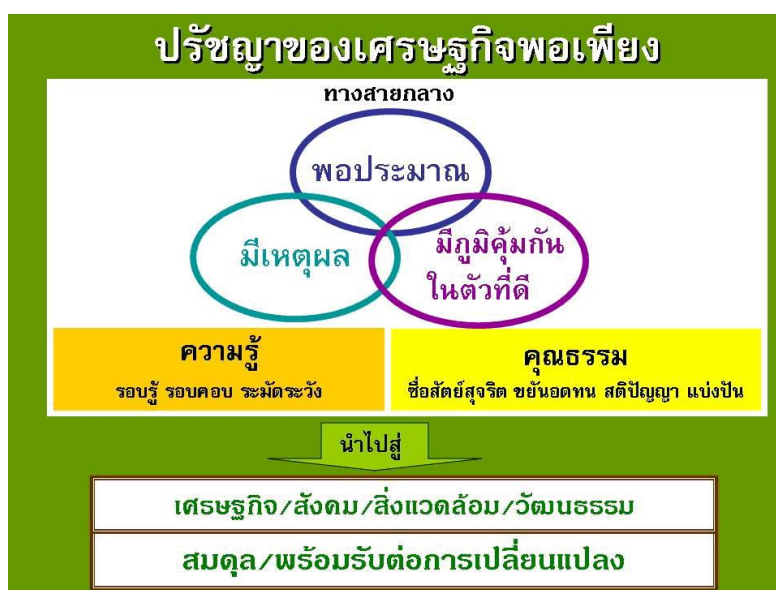 ปรัชญาของเศรษฐกิจพอเพียง
ทางสายกลาง
พอประมาณ
มีเหตุผล
มีภูมิคุ้มกัน
ในตัวที่ดี
ความรู้
รอบรู้ รอบคอบ ระมัดระวัง
คุณธรรม
ซื่อสัตย์สุจริต ขยันอดทน สติปัญญา แบ่งปัน
นำไปสู่
เศรษฐกิจ/สังคม/สิ่งแวดล้อม/วัฒนธรรม
สมดุล/พร้อมรับต่อการเปลี่ยนแปลง